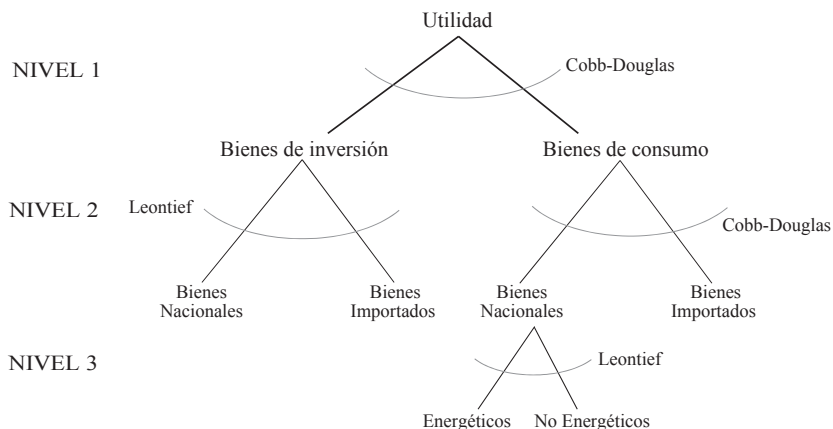 Utilidad
NIVEL 1
Cobb-Douglas
Bienes de inversión
Bienes de consumo
NIVEL 2
Leontief
Cobb-Douglas
Bienes
Nacionales
Bienes
Importados
Bienes
Nacionales
Bienes
Importados
NIVEL 3
Leontief
Energéticos
No Energéticos